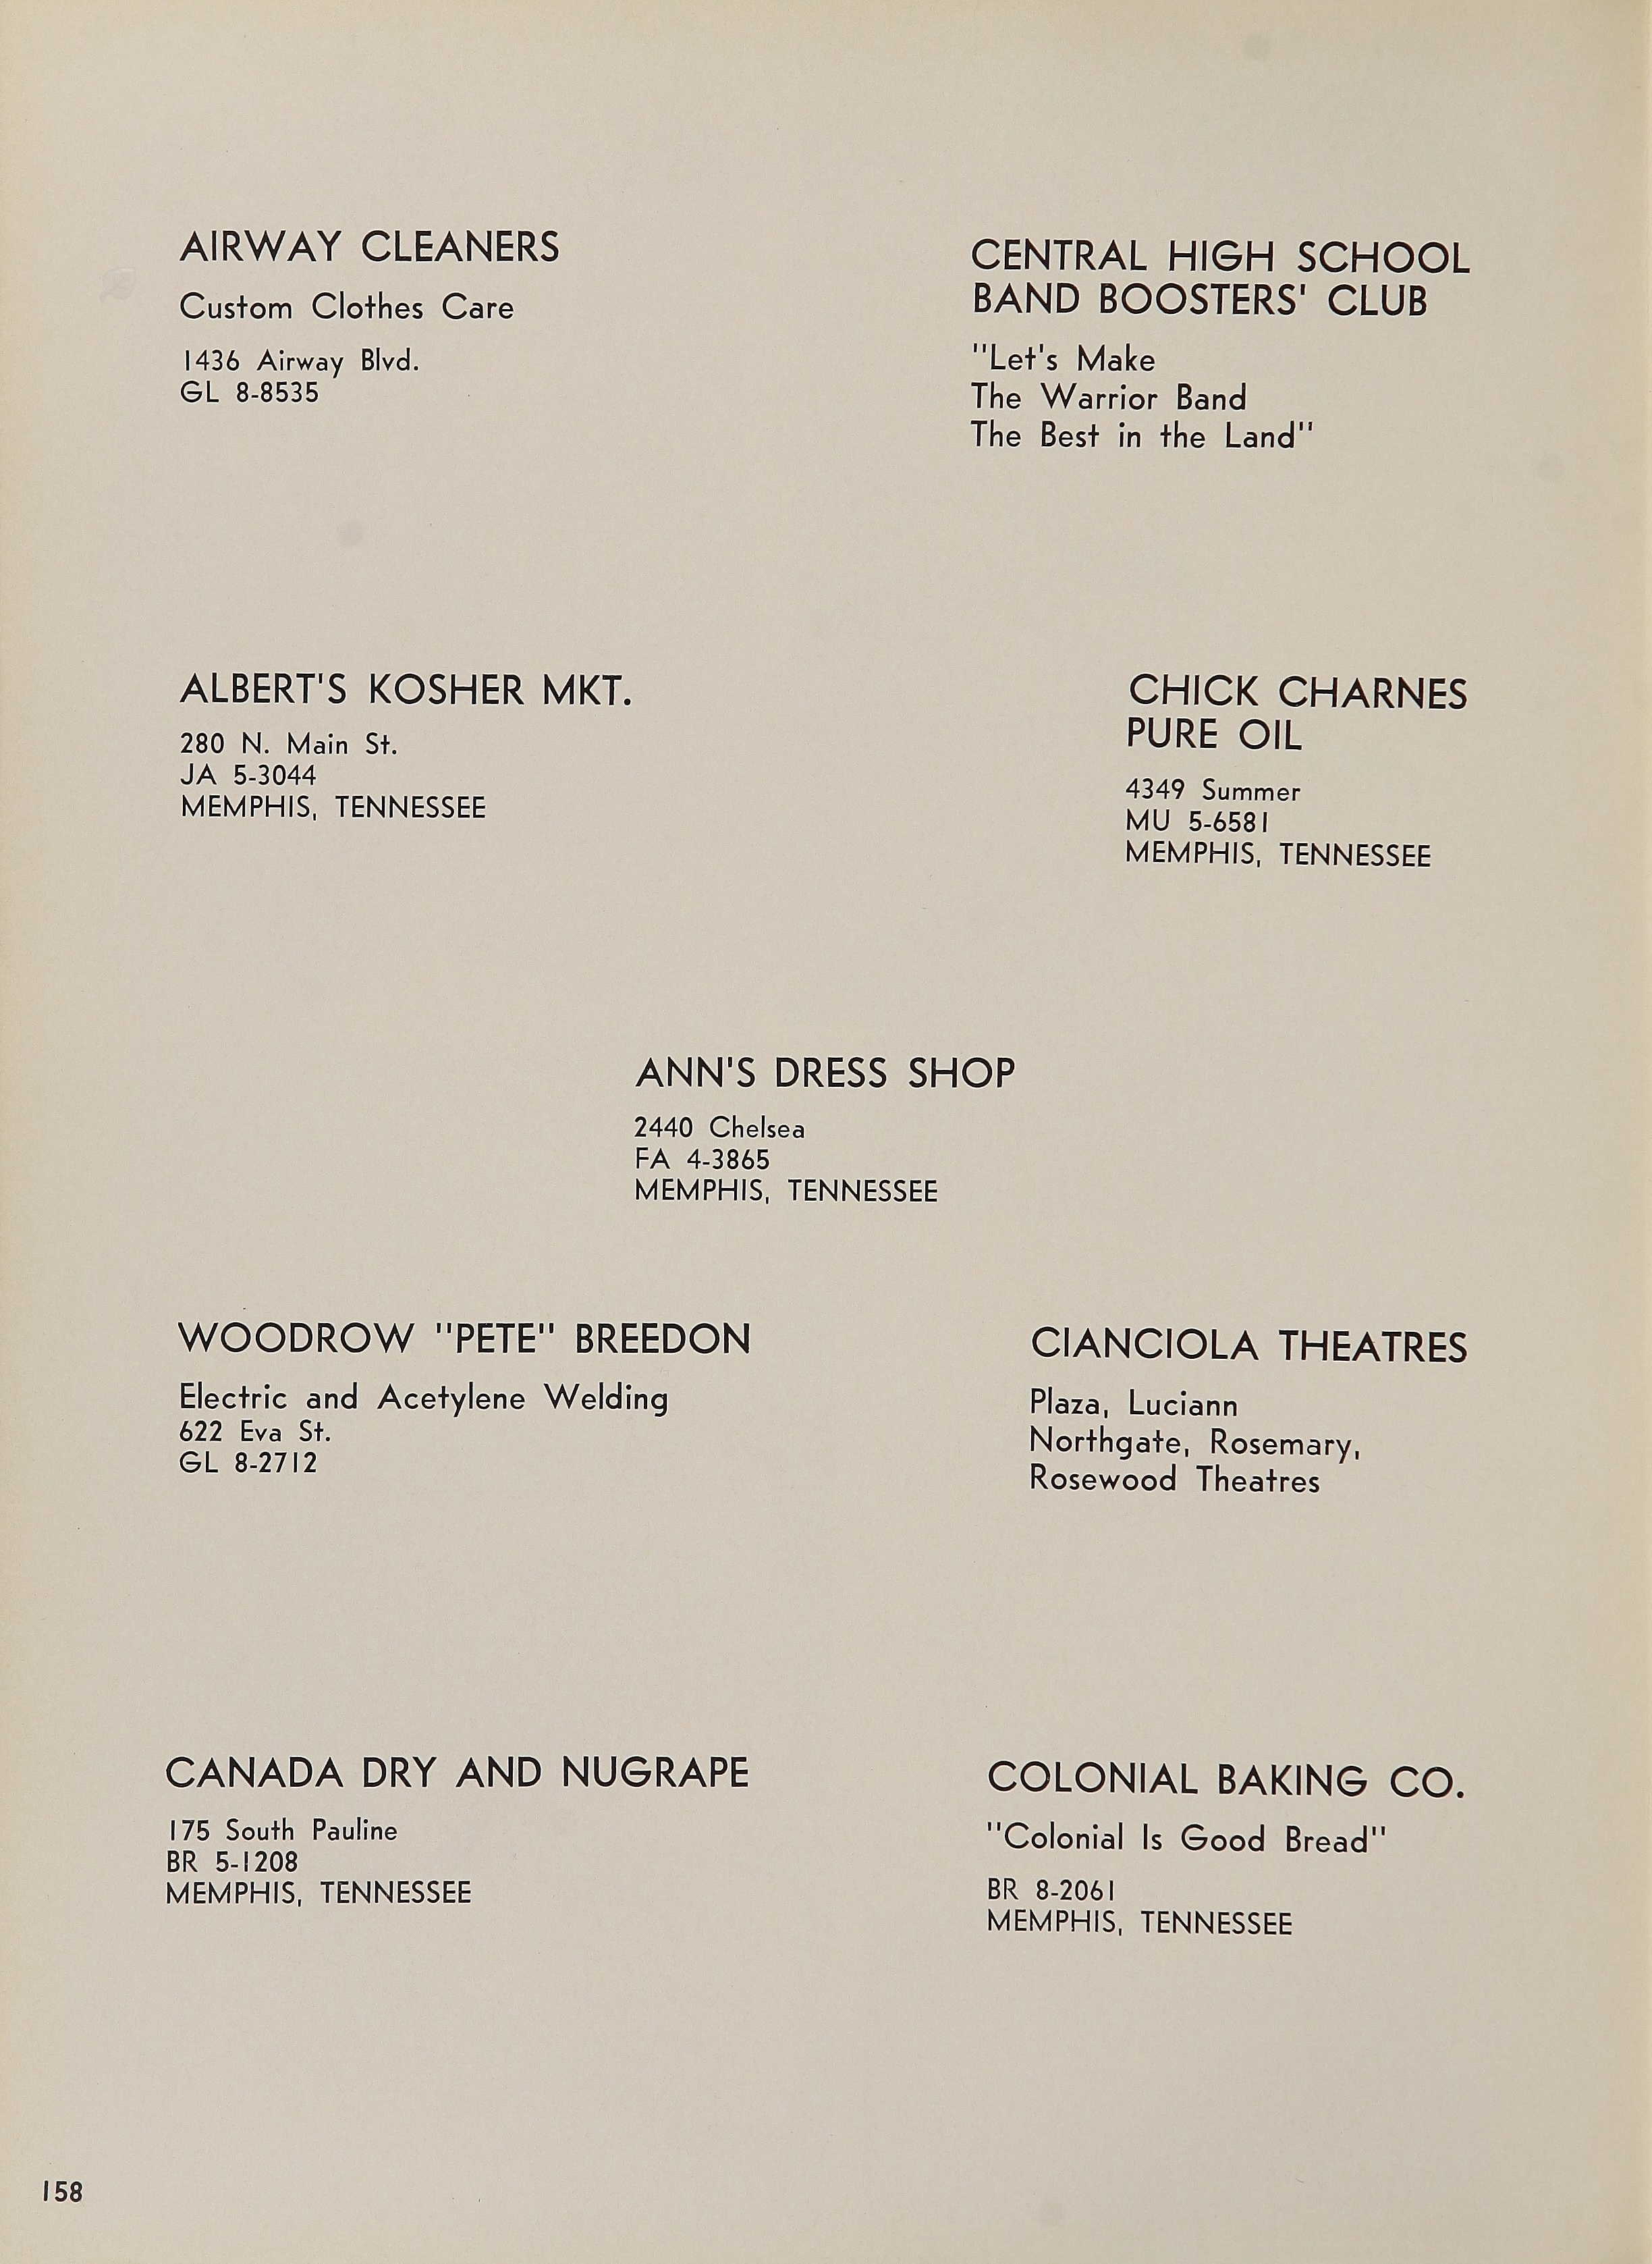 AIRWAY CLEANERS
Custom Clothes Care
1436 Airway Blvd.
GL 8-8535
CENTRAL HIGH SCHOOL
BAND BOOSTERS' CLUB
"Let's Make
The Warrior Band
The Best in the Land"
ALBERT'S KOSHER MKT.
280 N. Main St.
JA 5-3044
MEMPHIS, TENNESSEE
CHICK CHARNES
PURE OIL
4349 Summer
MU 5-6581
MEMPHIS, TENNESSEE
ANN'S DRESS SHOP
2440 Chelsea
FA 4-3865
MEMPHIS, TENNESSEE
WOODROW "PETE" BREEDON
Electric and Acetylene Welding
622 Eva St.
GL 8-2712
CIANCIOLA THEATRES
Plaza, Luciann
Northgate, Rosemary,
Rosewood Theatres
CANADA DRY AND NUGRAPE
175 South Pauline
BR 5-1208
MEMPHIS, TENNESSEE
COLONIAL BAKING CO.
"Colonial Is Good Bread"
BR 8-2061
MEMPHIS, TENNESSEE
158